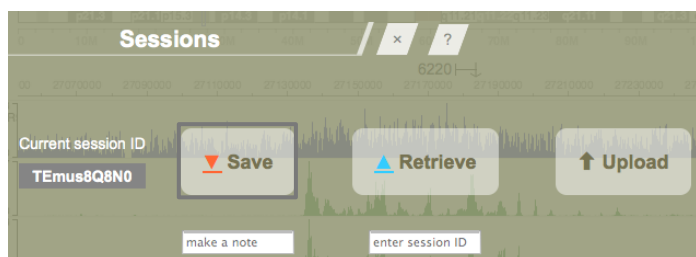 Sessions × ?
6220
27070000 27090000 27110000 27130000 27150000 27170000 27190000 27210000 27230000
Current session ID
TEmus8Q8N0
Save
Retrieve
Upload
make a note
enter session ID